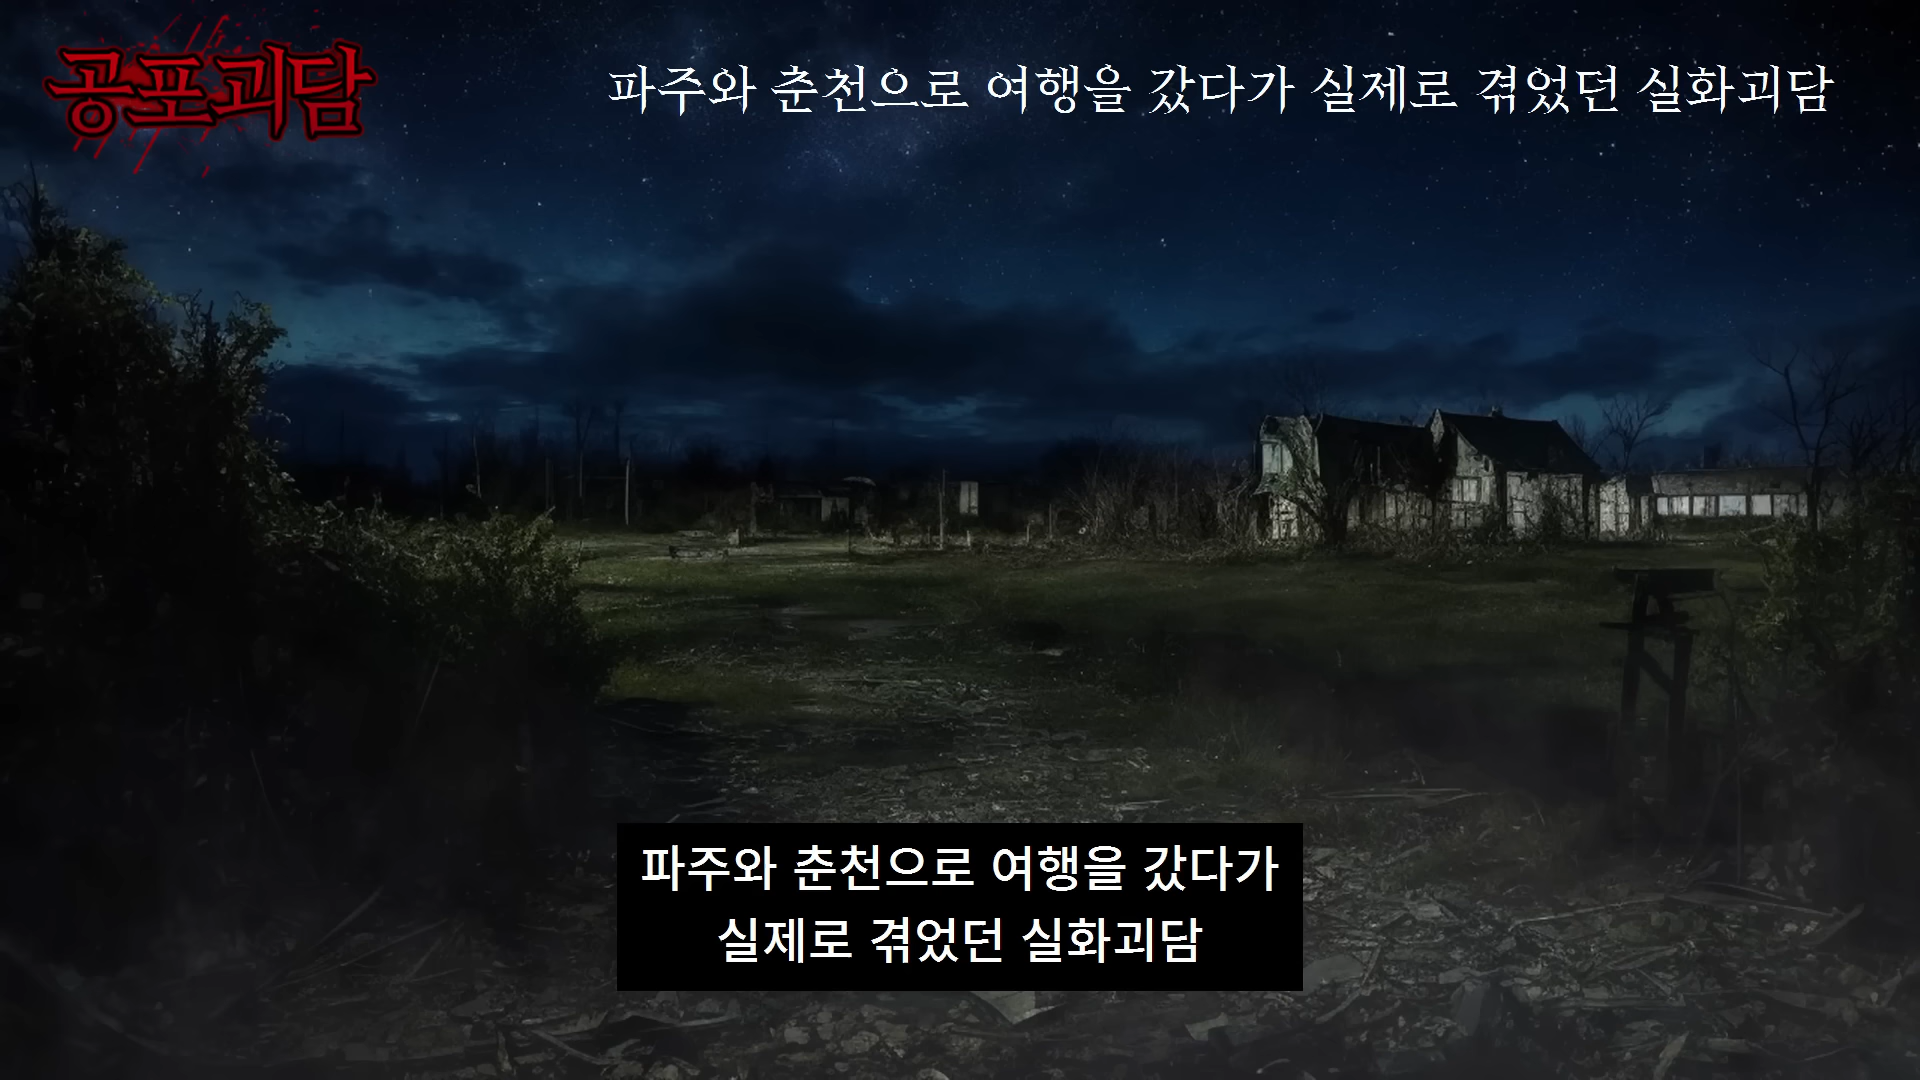 공포괴담
파주와 춘천으로 여행을 갔다가 실제로 겪었던 실화괴담
파주와 춘천으로 여행을 갔다가
실제로 겪었던 실화괴담